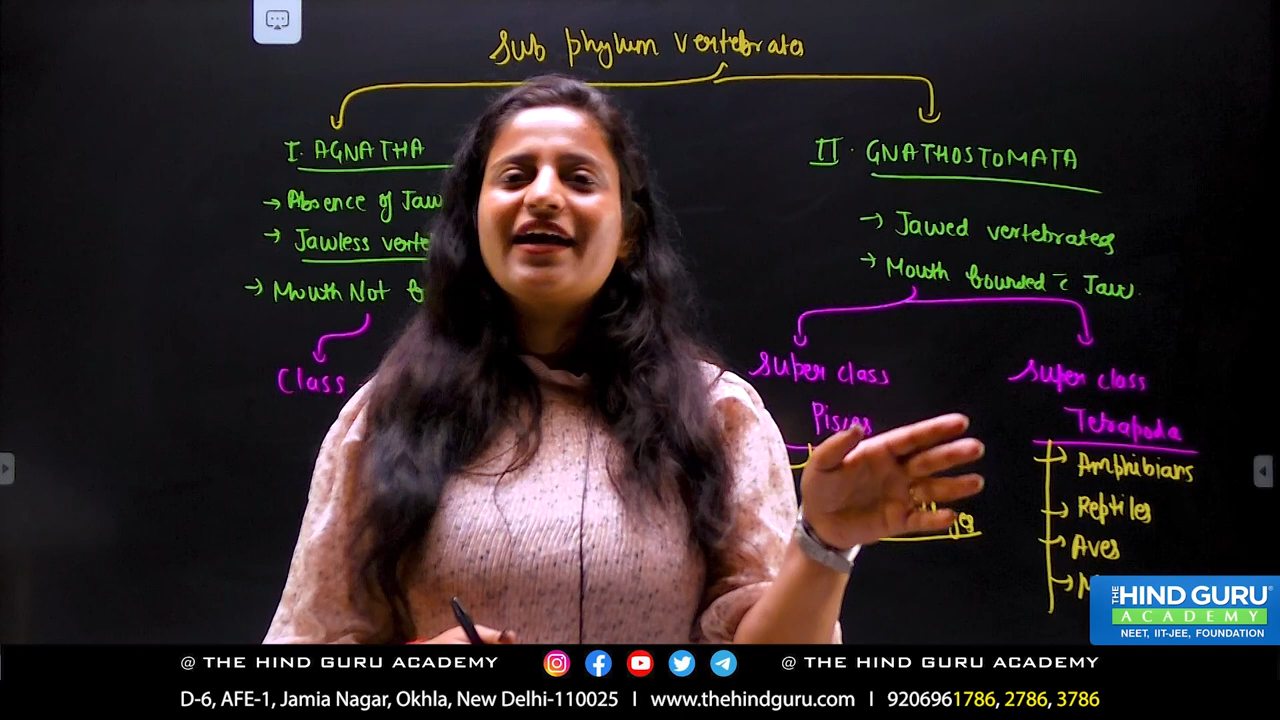 Sub phylum vertebrates
I. AGNATHA
→ Absence of Jaw
→ Jawless verte
→ Mouth Not
Class
II. GNATHOSTOMATA
→ Jawed vertebrates
→ Mouth bounded c̄ Jaw.
Super class
Pisces
Super class
Tetrapoda
→ Amphibians
→ Reptiles
→ Aves
THE HIND GURU®
ACADEMY
NEET, IIT-JEE, FOUNDATION
@ THE HIND GURU ACADEMY @ THE HIND GURU ACADEMY
D-6, AFE-1, Jamia Nagar, Okhla, New Delhi-110025 | www.thehindguru.com | 9206961786, 2786, 3786